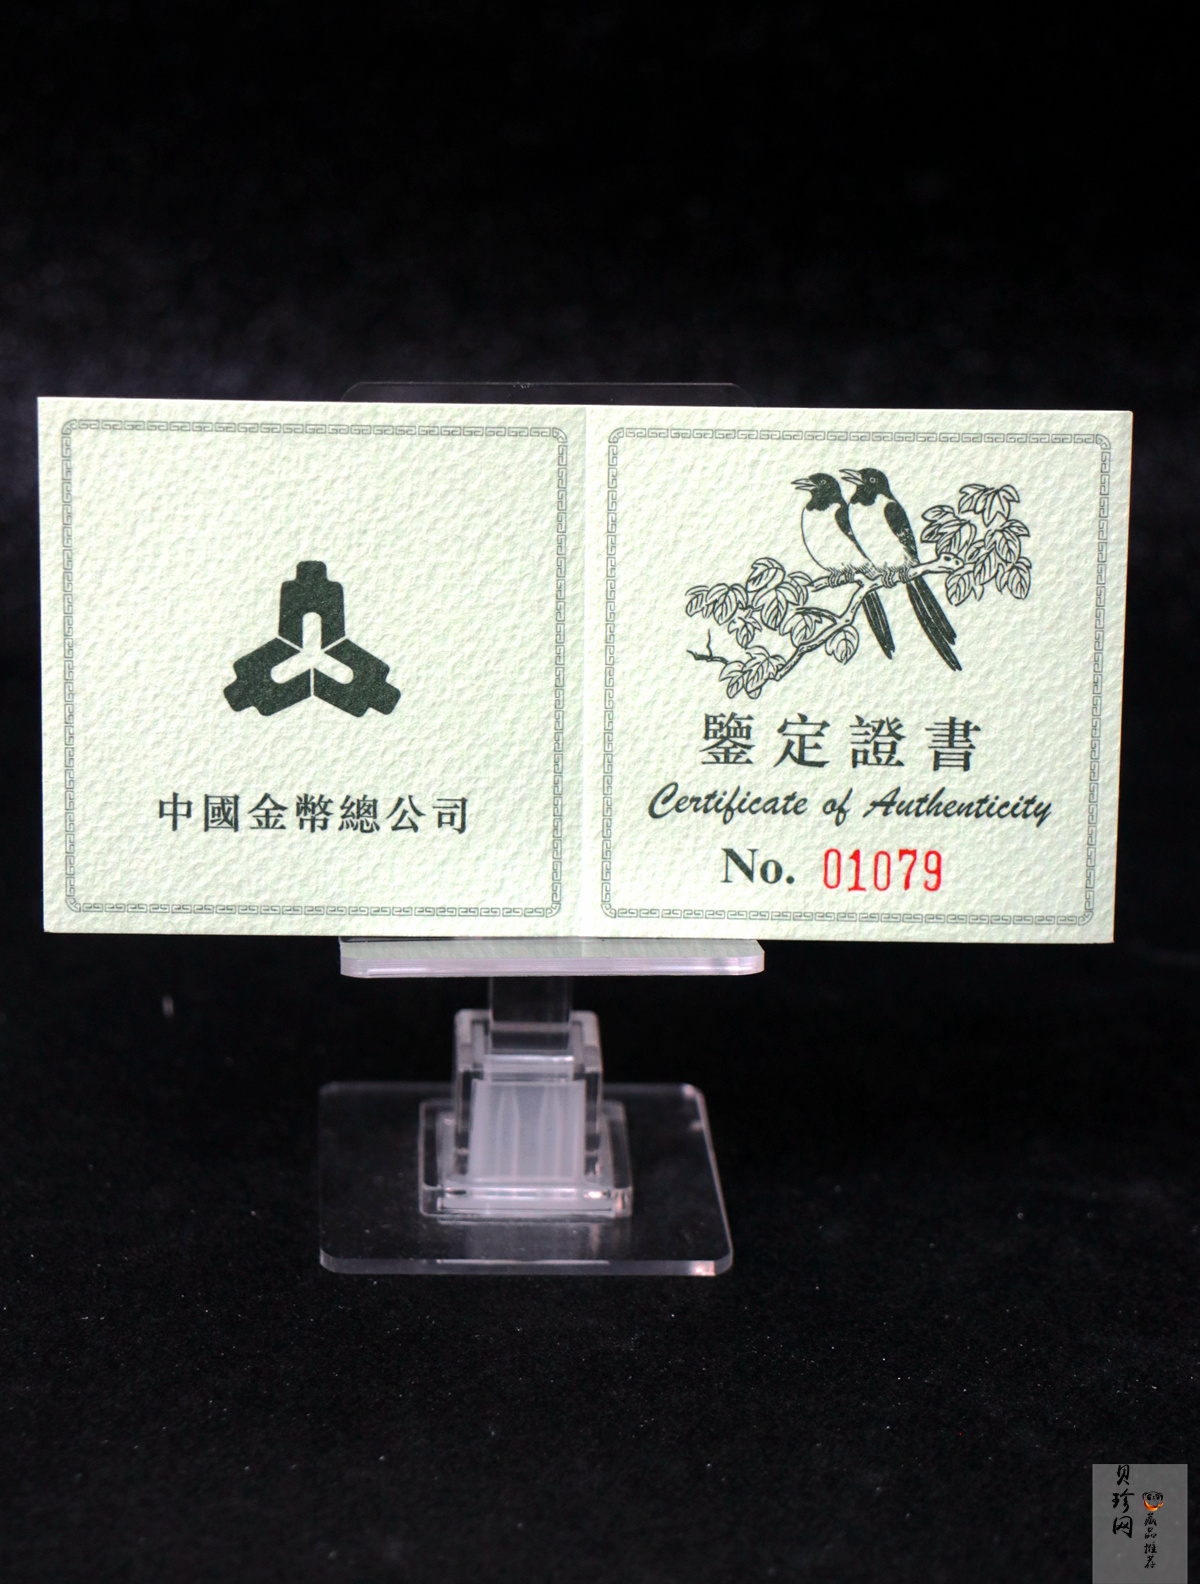 中國金幣總公司
鑒定證書
Certificate of Authenticity
No. 01079
贝珍网
藏品推荐